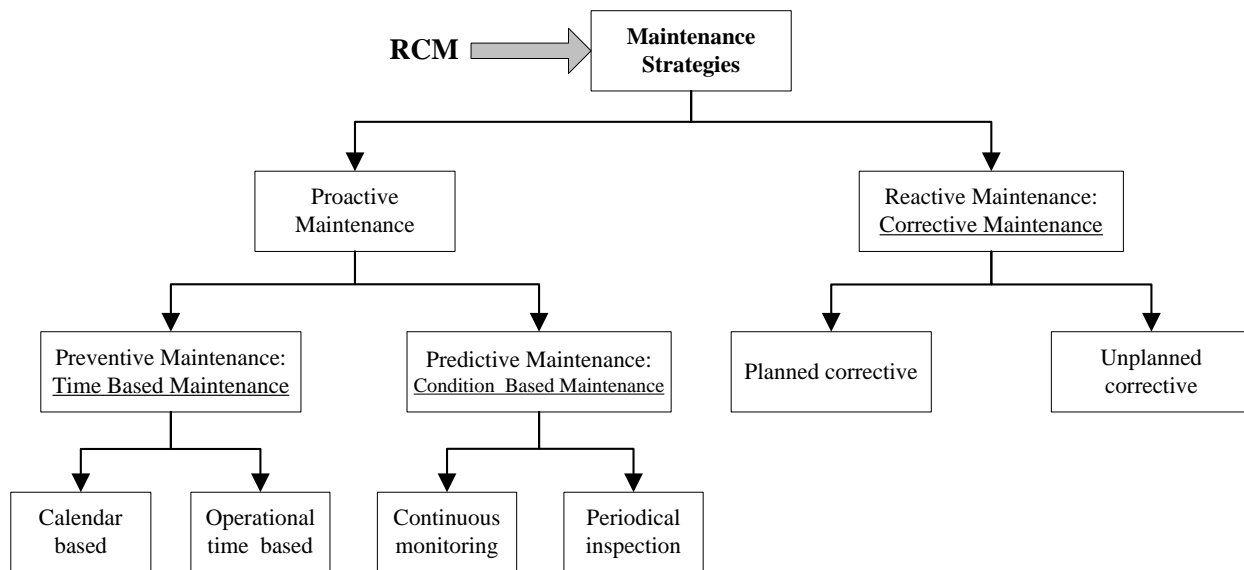 RCM
Maintenance
Strategies
Proactive
Maintenance
Reactive Maintenance:
Corrective Maintenance
Preventive Maintenance:
Time Based Maintenance
Predictive Maintenance:
Condition  Based Maintenance
Planned corrective
Unplanned
corrective
Calendar
based
Operational
time  based
Continuous
monitoring
Periodical
inspection